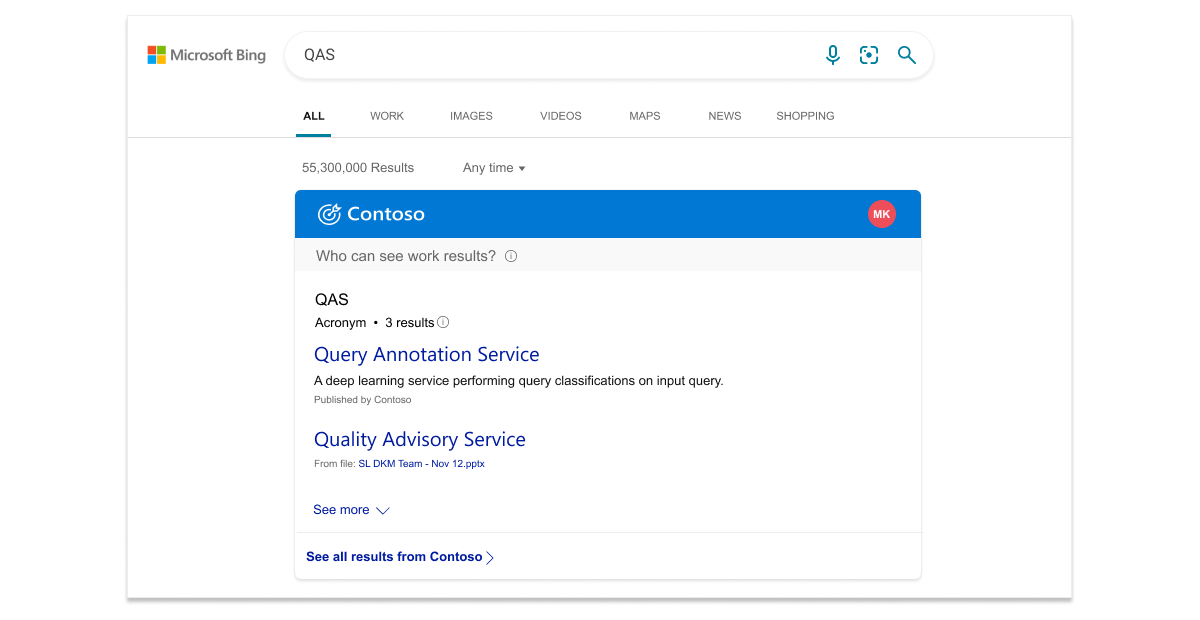 Microsoft Bing
QAS
ALL WORK IMAGES VIDEOS MAPS NEWS SHOPPING
55,300,000 Results Any time
Contoso MK
Who can see work results?
QAS
Acronym • 3 results
Query Annotation Service
A deep learning service performing query classifications on input query.
Published by Contoso
Quality Advisory Service
From file: SL DKM Team - Nov 12.pptx
See more
See all results from Contoso